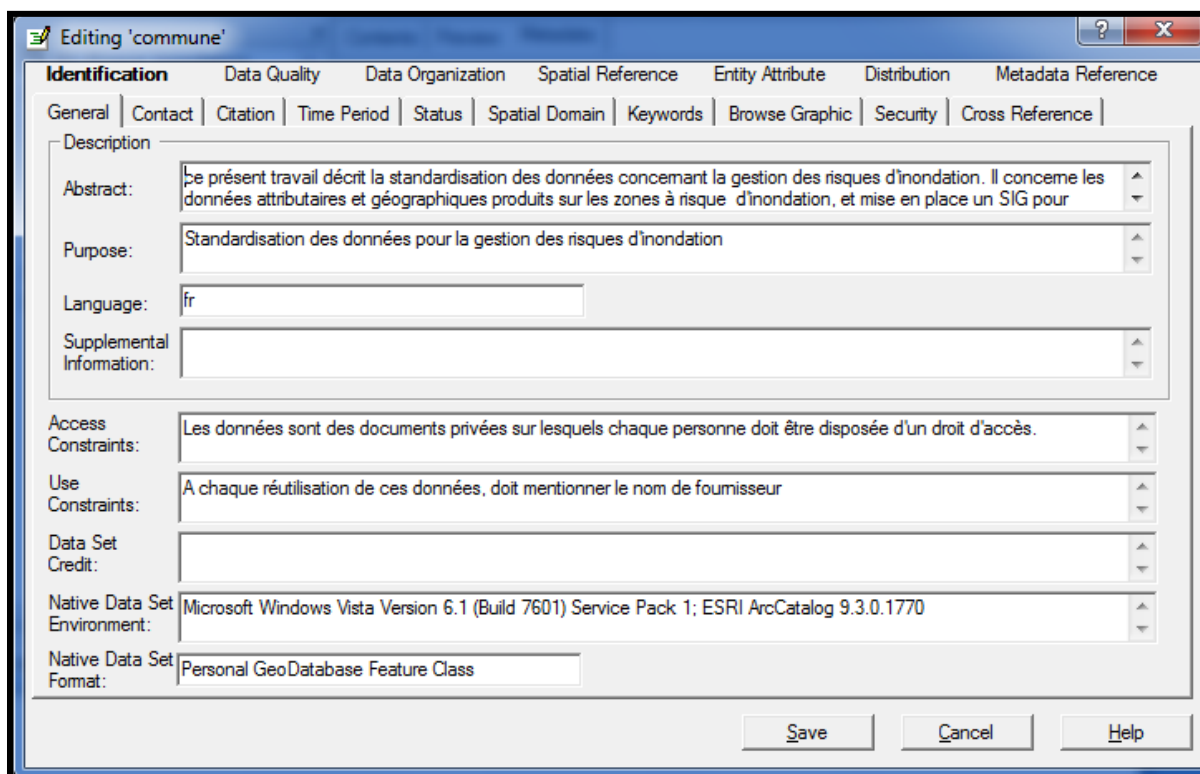 Editing 'commune'
? X
Identification Data Quality Data Organization Spatial Reference Entity Attribute Distribution Metadata Reference
General Contact Citation Time Period Status Spatial Domain Keywords Browse Graphic Security Cross Reference
Description
Abstract:
ce présent travail décrit la standardisation des données concernant la gestion des risques d'inondation. Il concerne les
données attributaires et géographiques produits sur les zones à risque d'inondation, et mise en place un SIG pour
Purpose:
Standardisation des données pour la gestion des risques d'inondation
Language:
fr
Supplemental
Information:
Access
Constraints:
Les données sont des documents privées sur lesquels chaque personne doit être disposée d'un droit d'accès.
Use
Constraints:
A chaque réutilisation de ces données, doit mentionner le nom de fournisseur
Data Set
Credit:
Native Data Set
Environment:
Microsoft Windows Vista Version 6.1 (Build 7601) Service Pack 1; ESRI ArcCatalog 9.3.0.1770
Native Data Set
Format:
Personal GeoDatabase Feature Class
Save Cancel Help